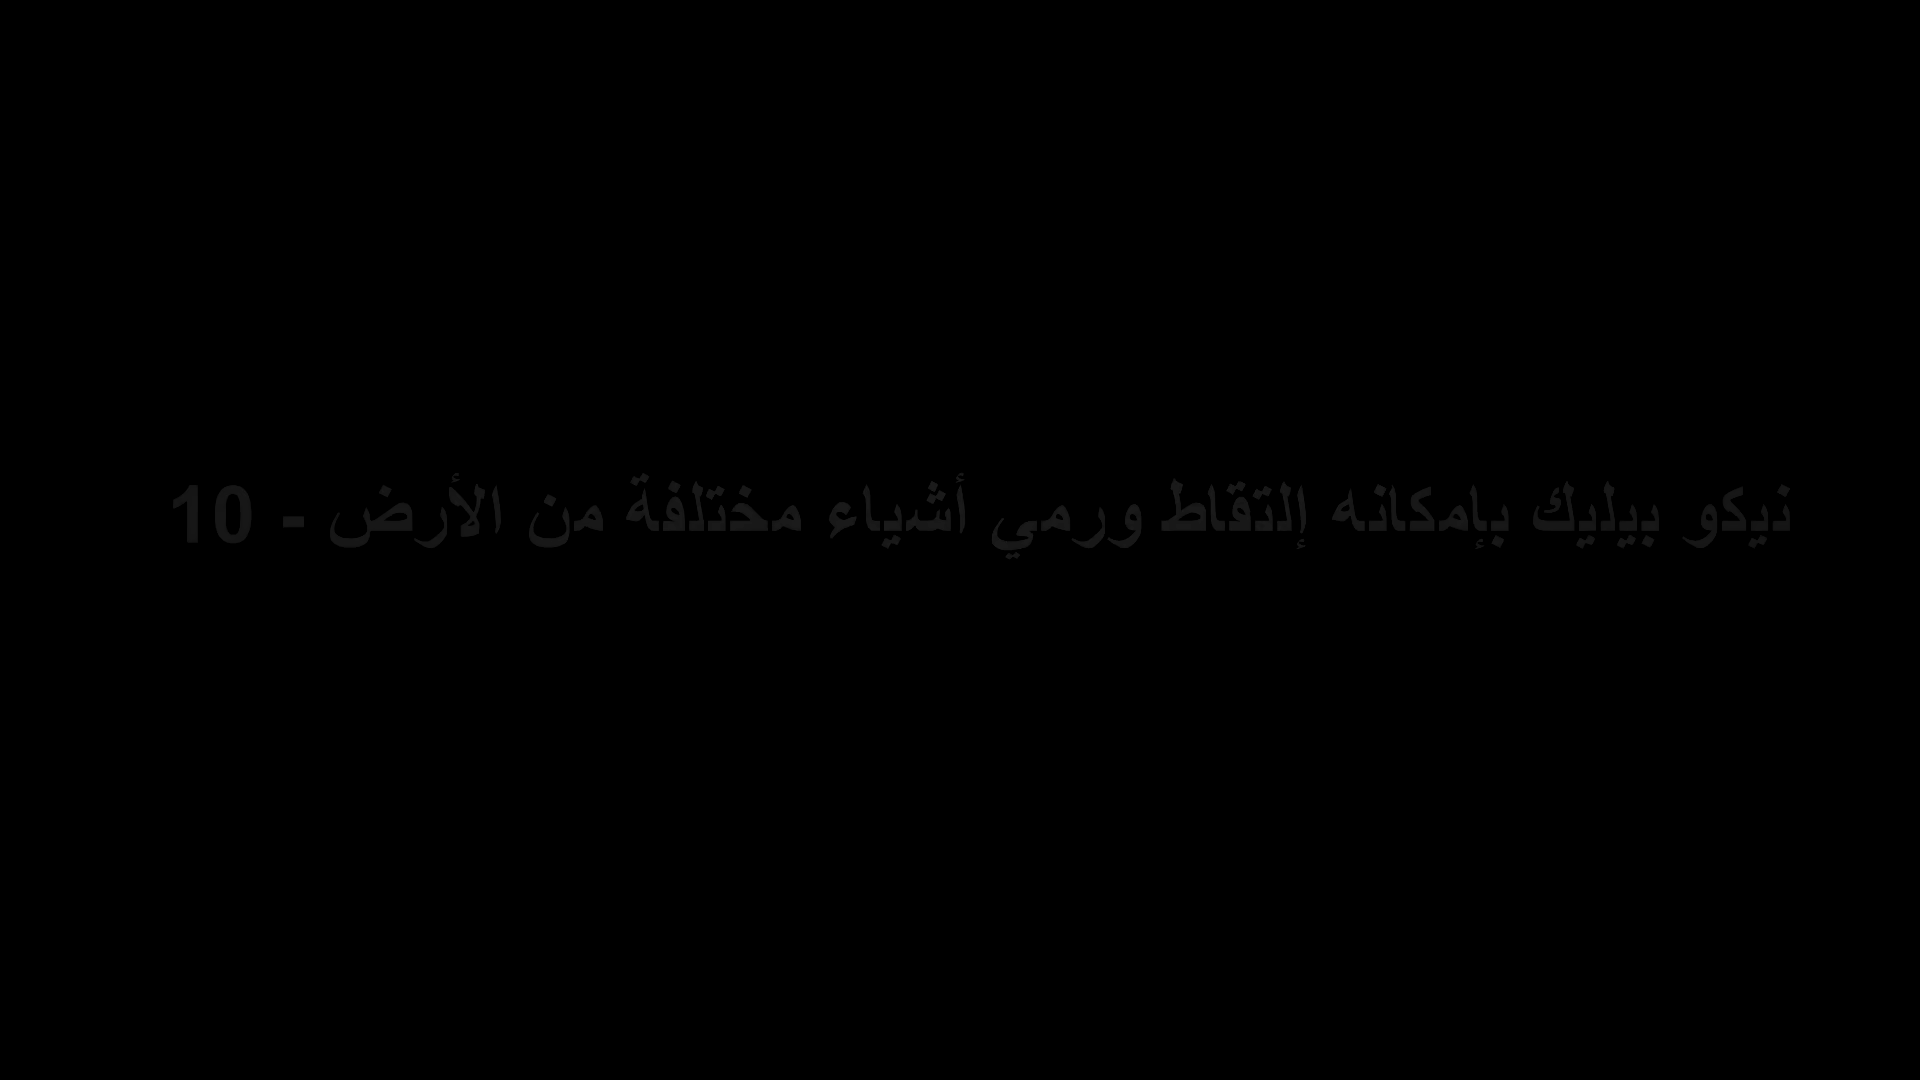 نيكو بيليك بإمكانه إلتقاط ورمي أشياء مختلفة من الأرض - 10